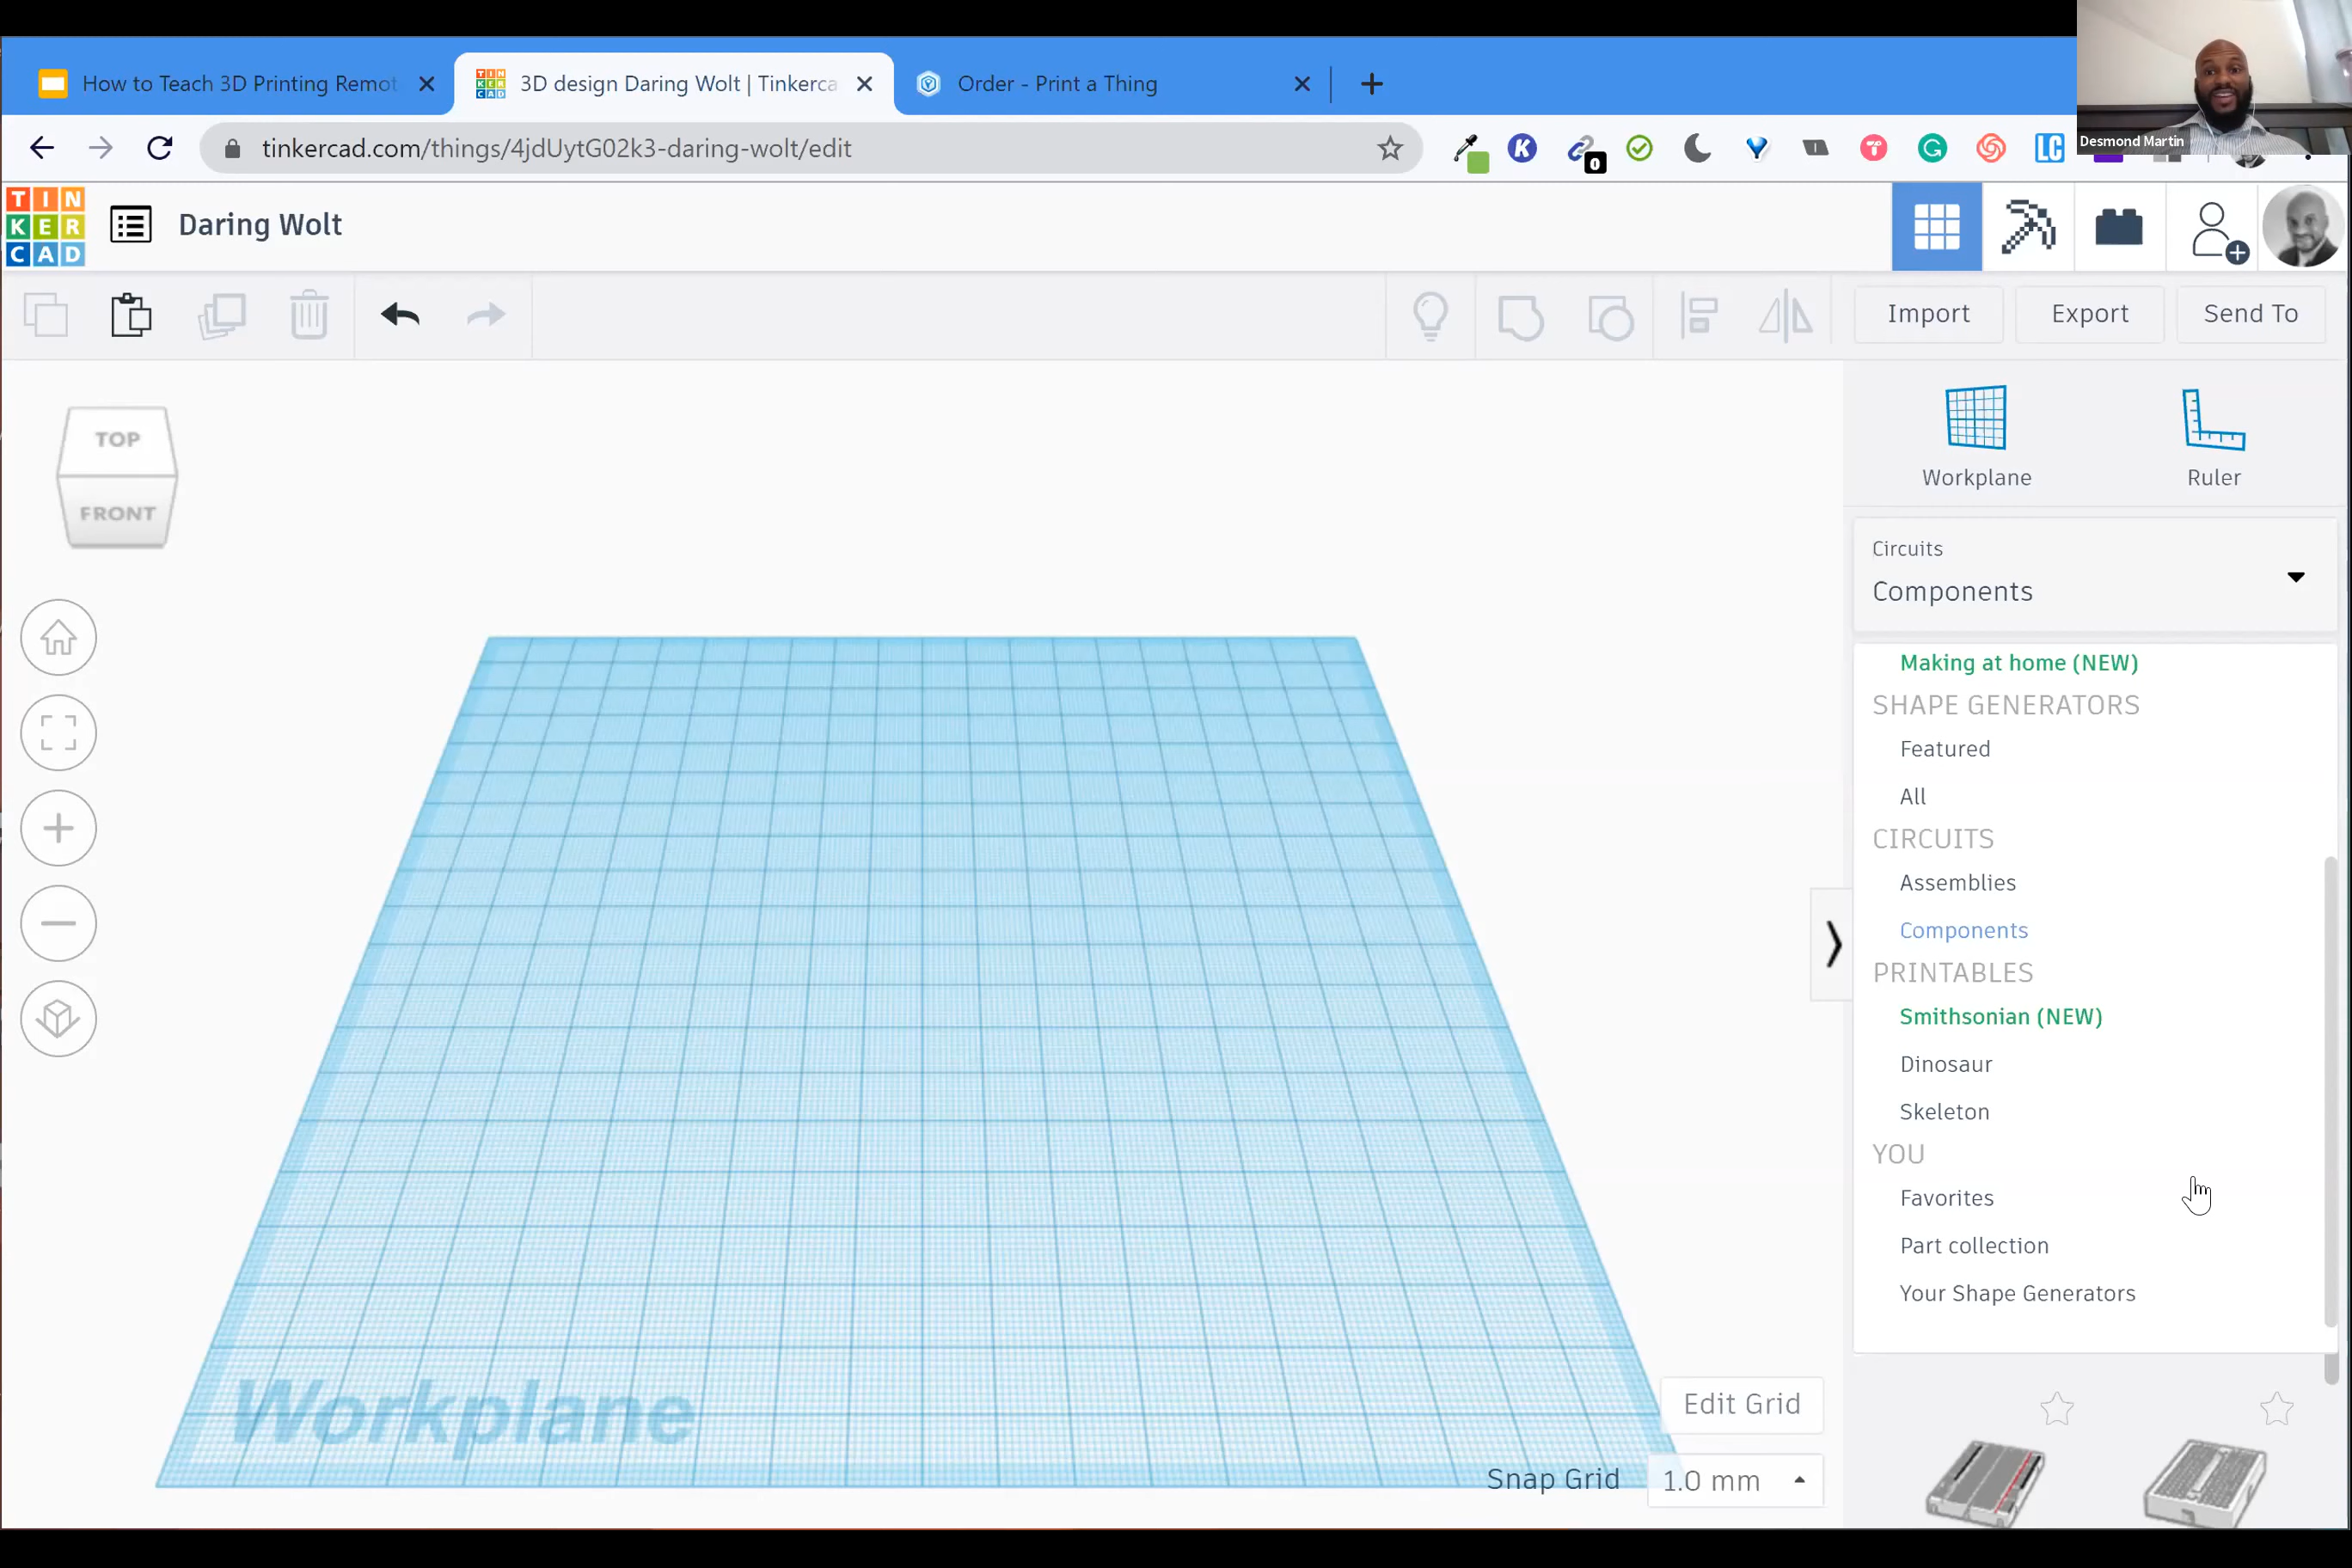 How to Teach 3D Printing Remot
3D design Daring Wolt | Tinkerca
Order - Print a Thing
tinkercad.com/things/4jdUytG02k3-daring-wolt/edit
K
0
G
LC
Desmond Martin
TIN
KER
CAD
Daring Wolt
Import
Export
Send To
TOP
FRONT
Workplane
Ruler
Circuits
Components
Making at home (NEW)
SHAPE GENERATORS
Featured
All
CIRCUITS
Assemblies
Components
PRINTABLES
Smithsonian (NEW)
Dinosaur
Skeleton
YOU
Favorites
Part collection
Your Shape Generators
Workplane
Edit Grid
Snap Grid
1.0 mm